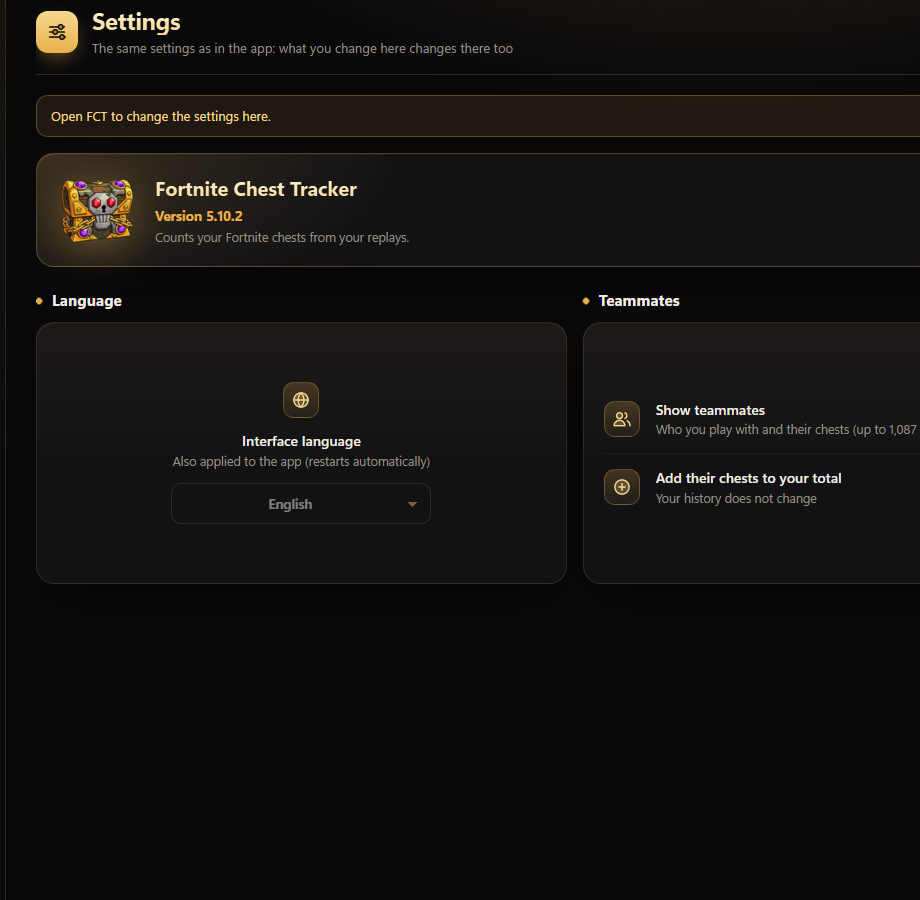 Settings
The same settings as in the app: what you change here changes there too
Open FCT to change the settings here.
Fortnite Chest Tracker
Version 5.10.2
Counts your Fortnite chests from your replays.
Language
Interface language
Also applied to the app (restarts automatically)
English
Teammates
Show teammates
Who you play with and their chests (up to 1,087
Add their chests to your total
Your history does not change